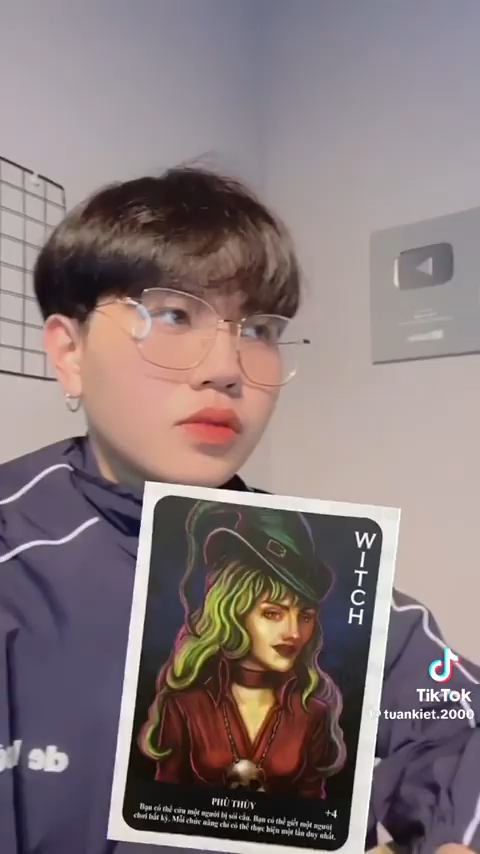 WITCH
TikTok
@tuankiet.2000
PHÙ THỦY
+4
Bạn có thể cứu một người bị sói cắn. Bạn có thể giết một người
chơi bất kỳ. Mỗi chức năng chỉ có thể thực hiện một lần duy nhất.
de